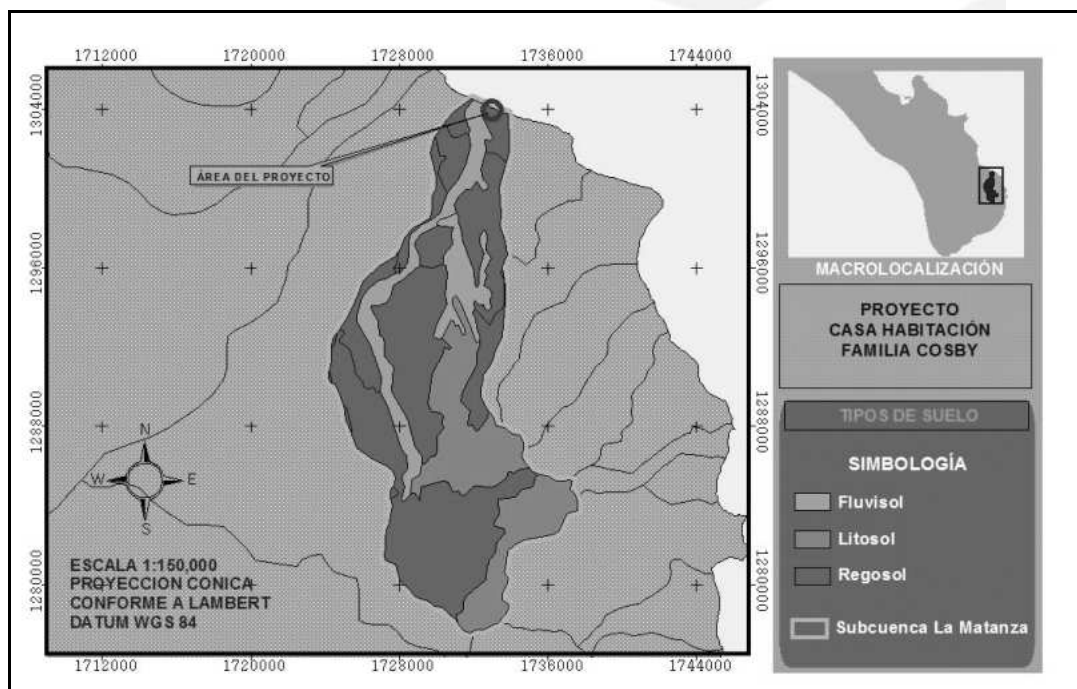 1712000 1720000 1728000 1736000 1744000
1304000
1304000
ÁREA DEL PROYECTO
1296000
1296000
1288000
1288000
N
W E
S
1280000
1280000
ESCALA 1:150,000
PROYECCION CONICA
CONFORME A LAMBERT
DATUM WGS 84
1712000 1720000 1728000 1736000 1744000
MACROLOCALIZACIÓN
PROYECTO
CASA HABITACIÓN
FAMILIA COSBY
TIPOS DE SUELO
SIMBOLOGÍA
Fluvisol
Litosol
Regosol
Subcuenca La Matanza